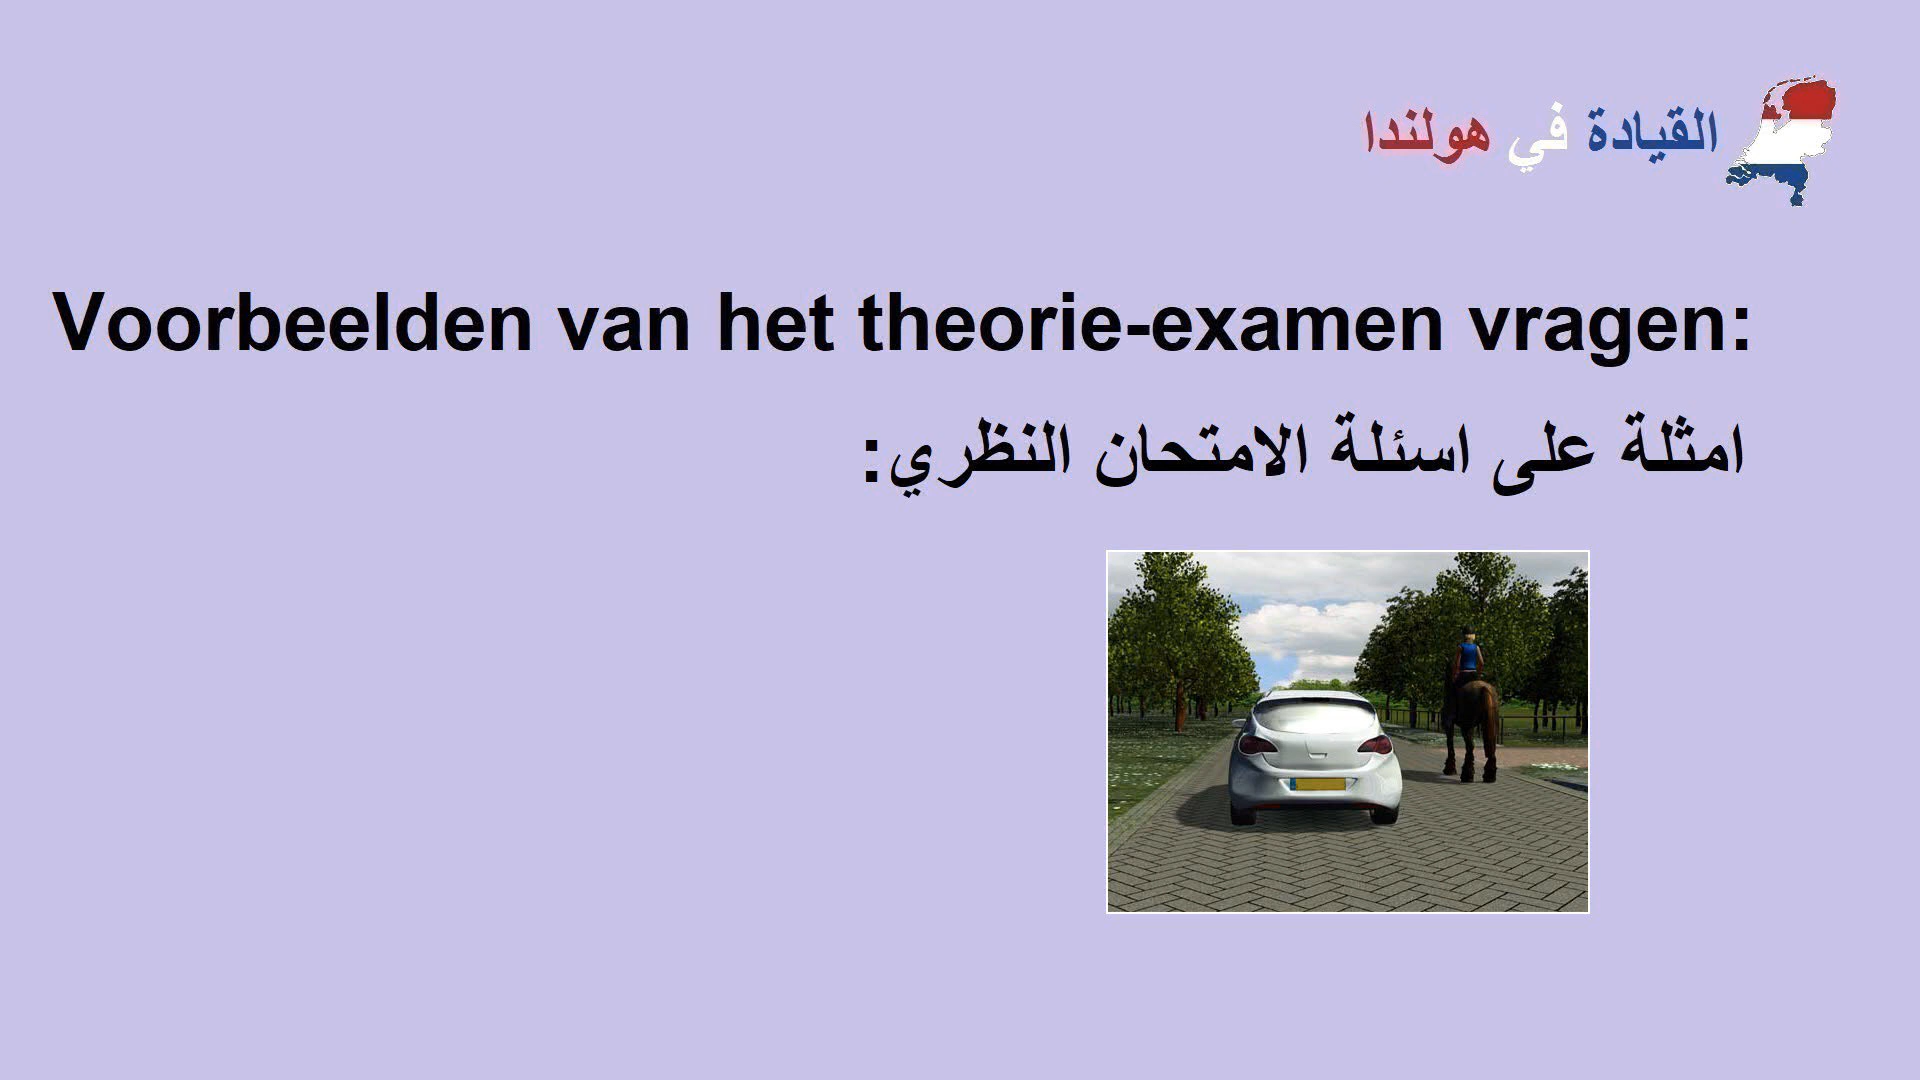 القيادة في هولندا
Voorbeelden van het theorie-examen vragen:
امثلة على اسئلة الامتحان النظري: